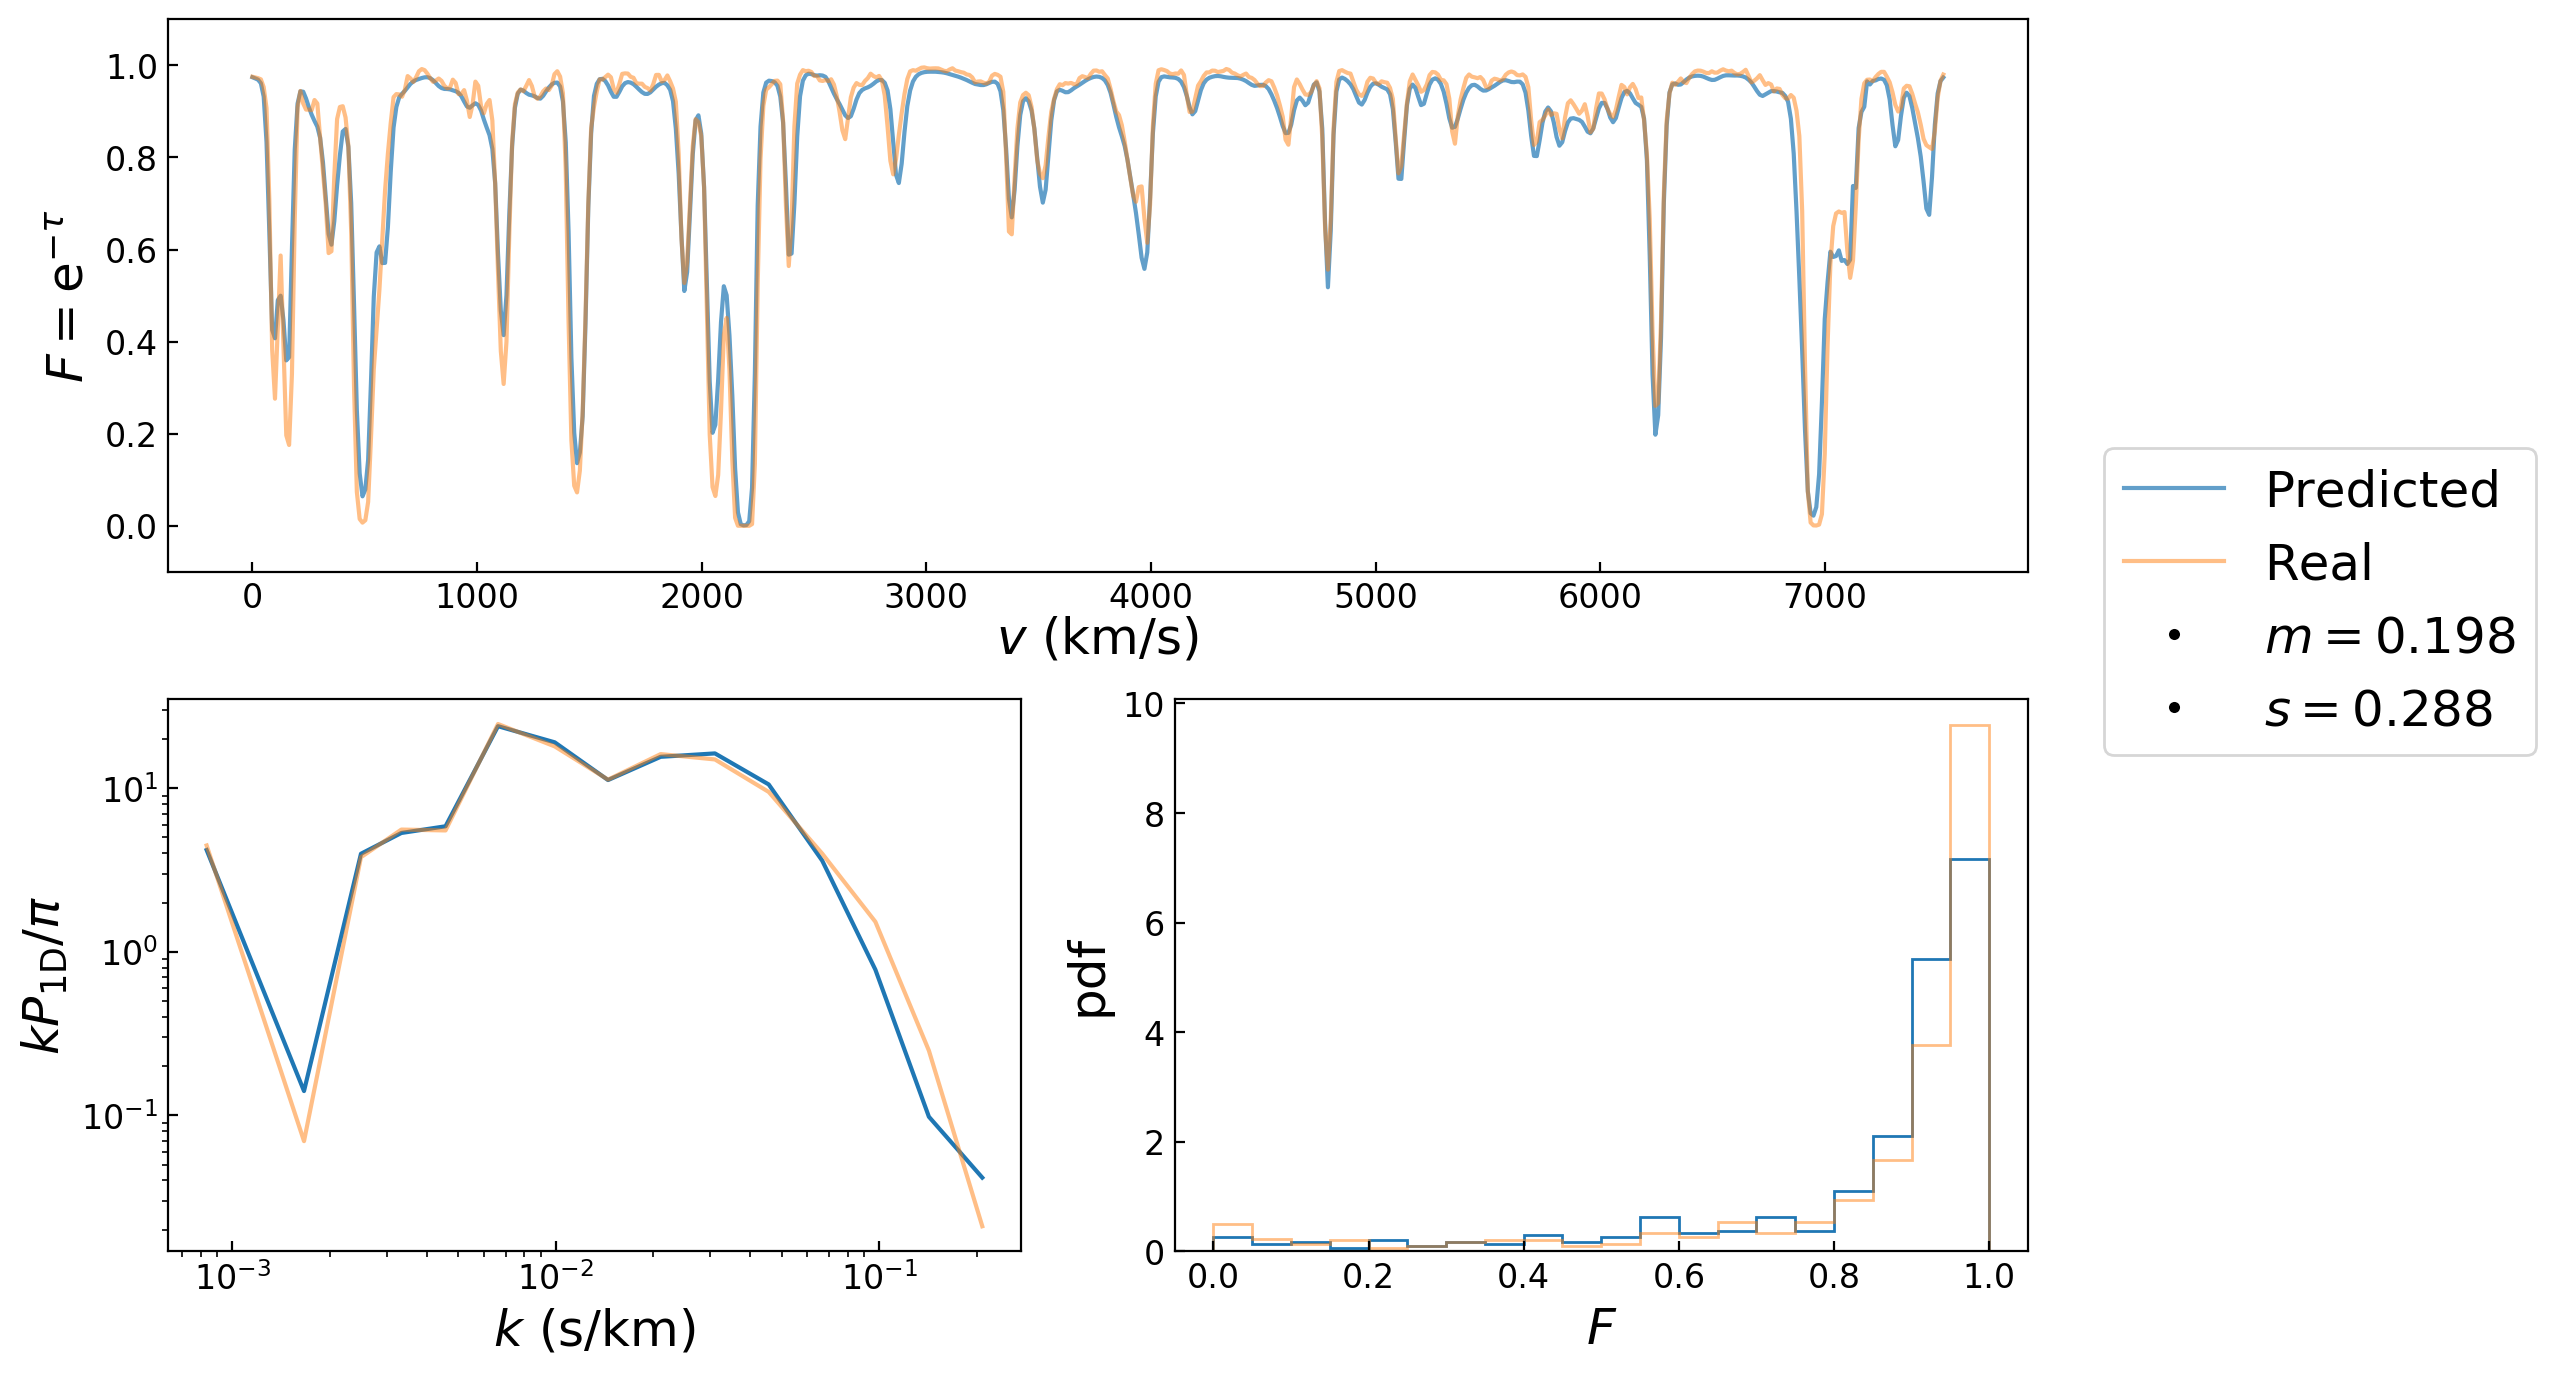 1.0
0.8
0.6
0.4
0.2
0.0
F = e^{-τ}
0 1000 2000 3000 4000 5000 6000 7000
v (km/s)
Predicted
Real
m = 0.198
s = 0.288
10^1
10^0
10^{-1}
kP_{1D}/π
10^{-3} 10^{-2} 10^{-1}
k (s/km)
10
8
6
4
2
0
pdf
0.0 0.2 0.4 0.6 0.8 1.0
F